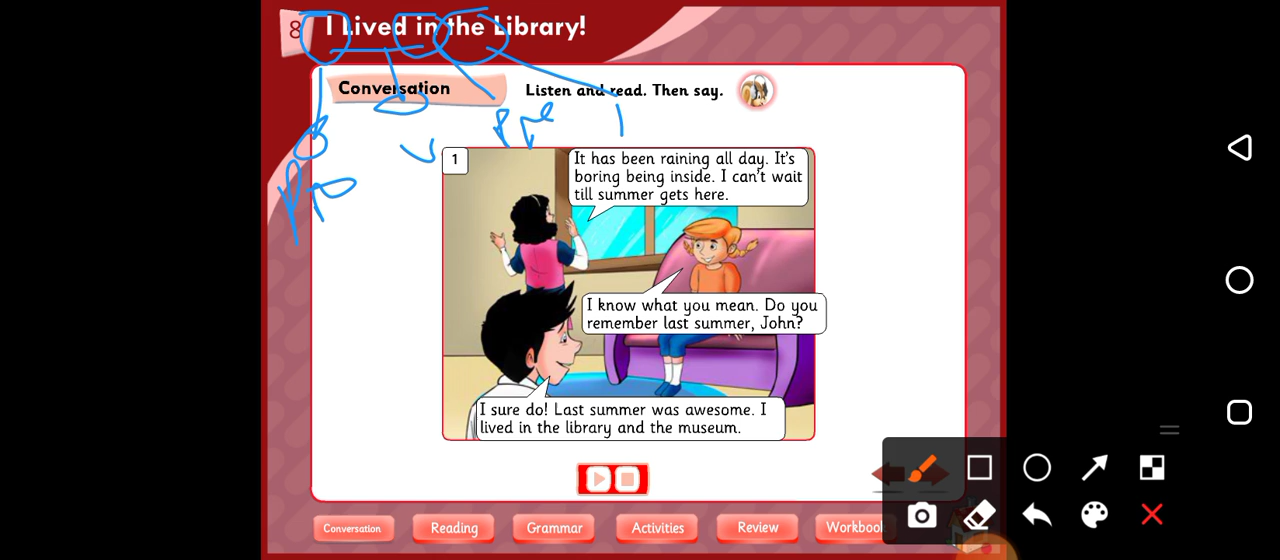 8 I Lived in the Library!
Conversation
Listen and read. Then say.
Pro
V
Pre
1
It has been raining all day. It's
boring being inside. I can't wait
till summer gets here.
I know what you mean. Do you
remember last summer, John?
I sure do! Last summer was awesome. I
lived in the library and the museum.
Conversation
Reading
Grammar
Activities
Review
Workbook